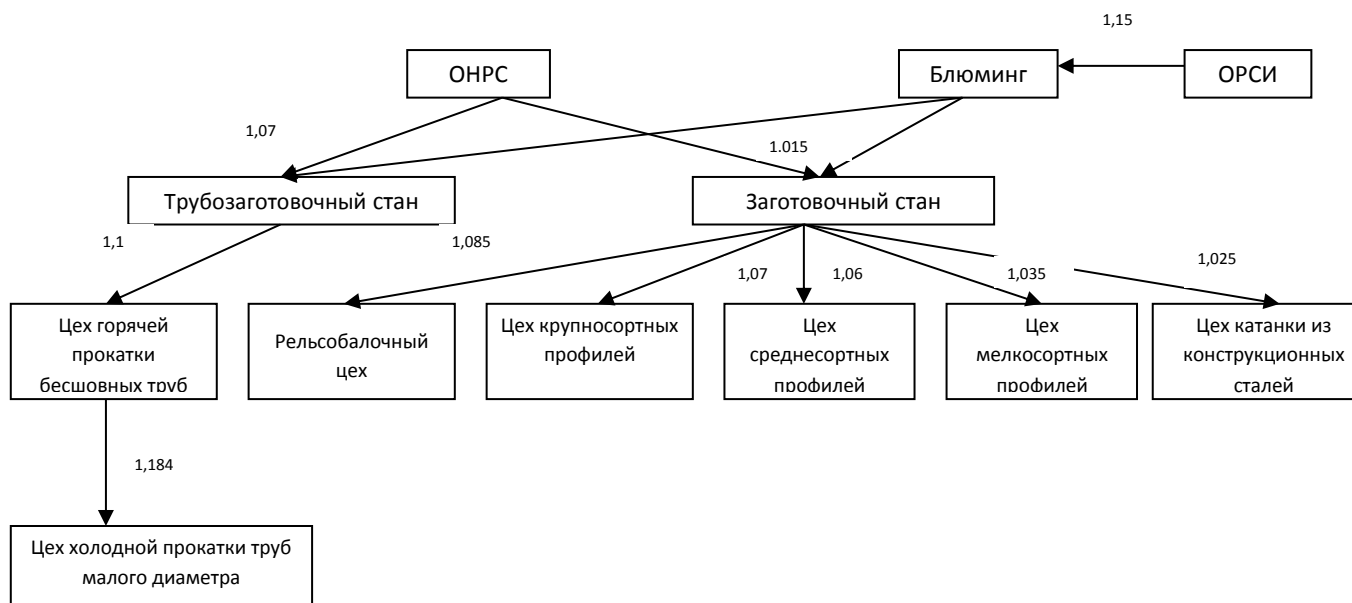 1,15
ОНРС
Блюминг
ОРСИ
1,07
1.015
Трубозаготовочный стан
Заготовочный стан
1,1
1,085
1,07
1,06
1,035
1,025
Цех горячей
прокатки
бесшовных труб
Рельсобалочный
цех
Цех крупносортных
профилей
Цех
среднесортных
профилей
Цех
мелкосортных
профилей
Цех катанки из
конструкционных
сталей
1,184
Цех холодной прокатки труб
малого диаметра